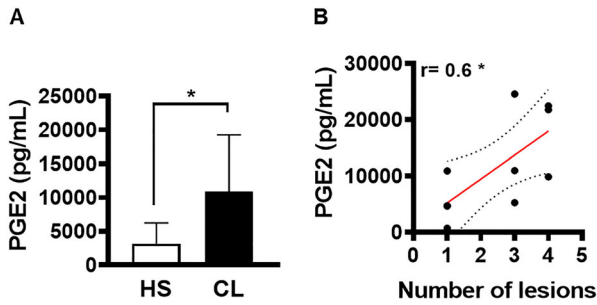 A
PGE2 (pg/mL)
25000
20000
15000
10000
5000
0
*
HS CL
B
PGE2 (pg/mL)
r= 0.6 *
30000
20000
10000
0
0 1 2 3 4 5
Number of lesions